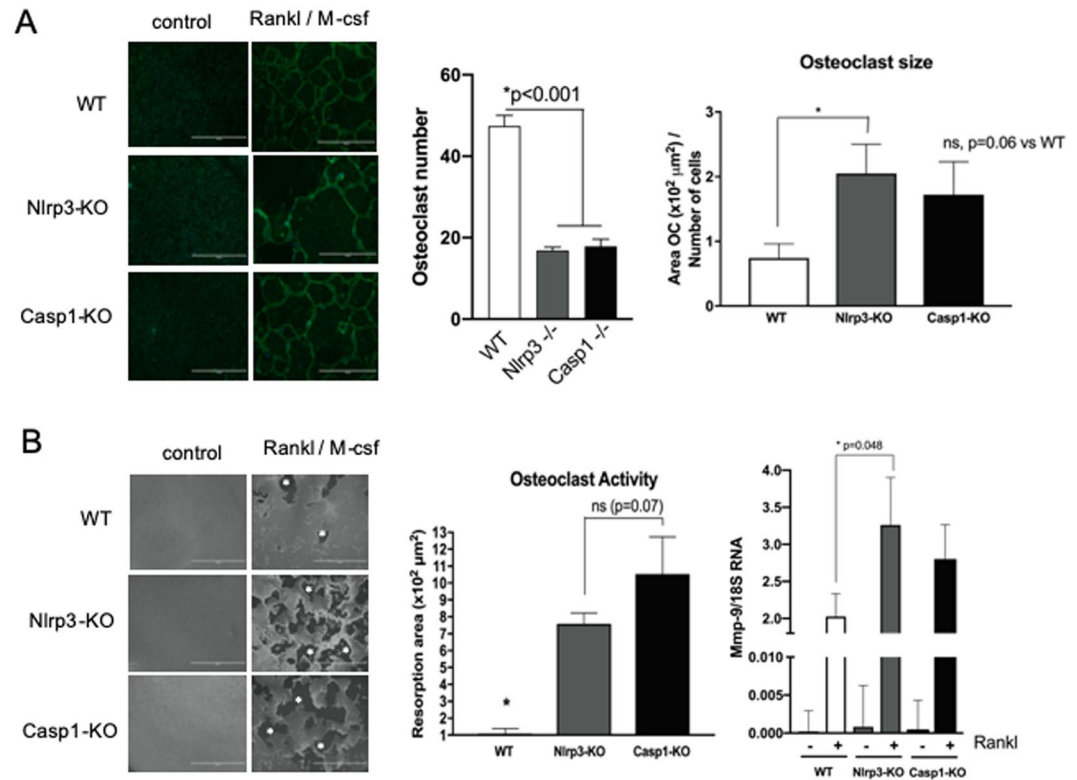 A
control
Rankl / M-csf
WT
Nlrp3-KO
Casp1-KO
60
40
20
0
Osteoclast number
*p<0.001
WT
Nlrp3 -/-
Casp1 -/-
Osteoclast size
3
2
1
0
Area OC (x10² µm²) /
Number of cells
*
ns, p=0.06 vs WT
WT
Nlrp3-KO
Casp1-KO
B
control
Rankl / M-csf
WT
Nlrp3-KO
Casp1-KO
Osteoclast Activity
ns (p=0.07)
13
12
11
10
9
8
7
6
5
4
3
2
1
Resorption area (x10² µm²)
*
WT
Nlrp3-KO
Casp1-KO
* p=0.048
4.0
3.5
3.0
2.5
2.0
0.010
0.005
0.000
Mmp-9/18S RNA
- + - + - + Rankl
WT Nlrp3-KO Casp1-KO